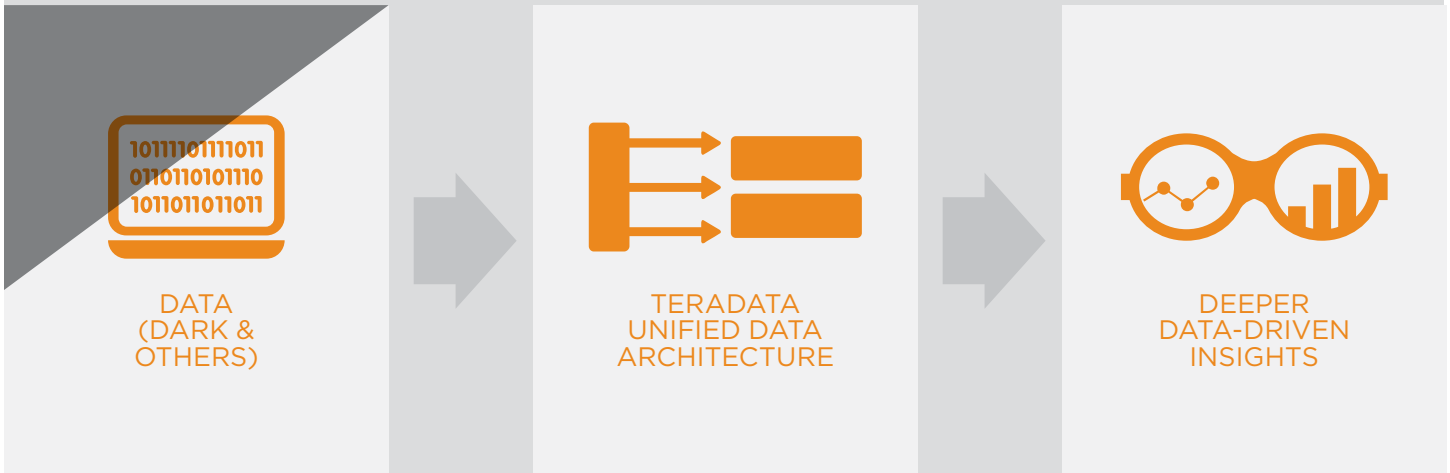 10111101111011
0110110101110
1011011011011
DATA
(DARK &
OTHERS)
TERADATA
UNIFIED DATA
ARCHITECTURE
DEEPER
DATA-DRIVEN
INSIGHTS